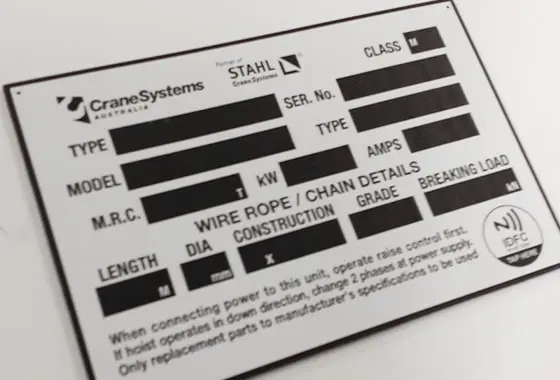 Partner of
CraneSystems
AUSTRALIA
STAHL
CraneSystems
CLASS M
TYPE
SER. No.
MODEL
TYPE
M.R.C. T
kW
AMPS
WIRE ROPE / CHAIN DETAILS
LENGTH M
DIA mm
CONSTRUCTION X
GRADE
BREAKING LOAD kN
When connecting power to this unit, operate raise control first.
If hoist operates in down direction, change 2 phases at power supply.
Only replacement parts to manufacturer's specifications to be used
IDFC
TAP HERE